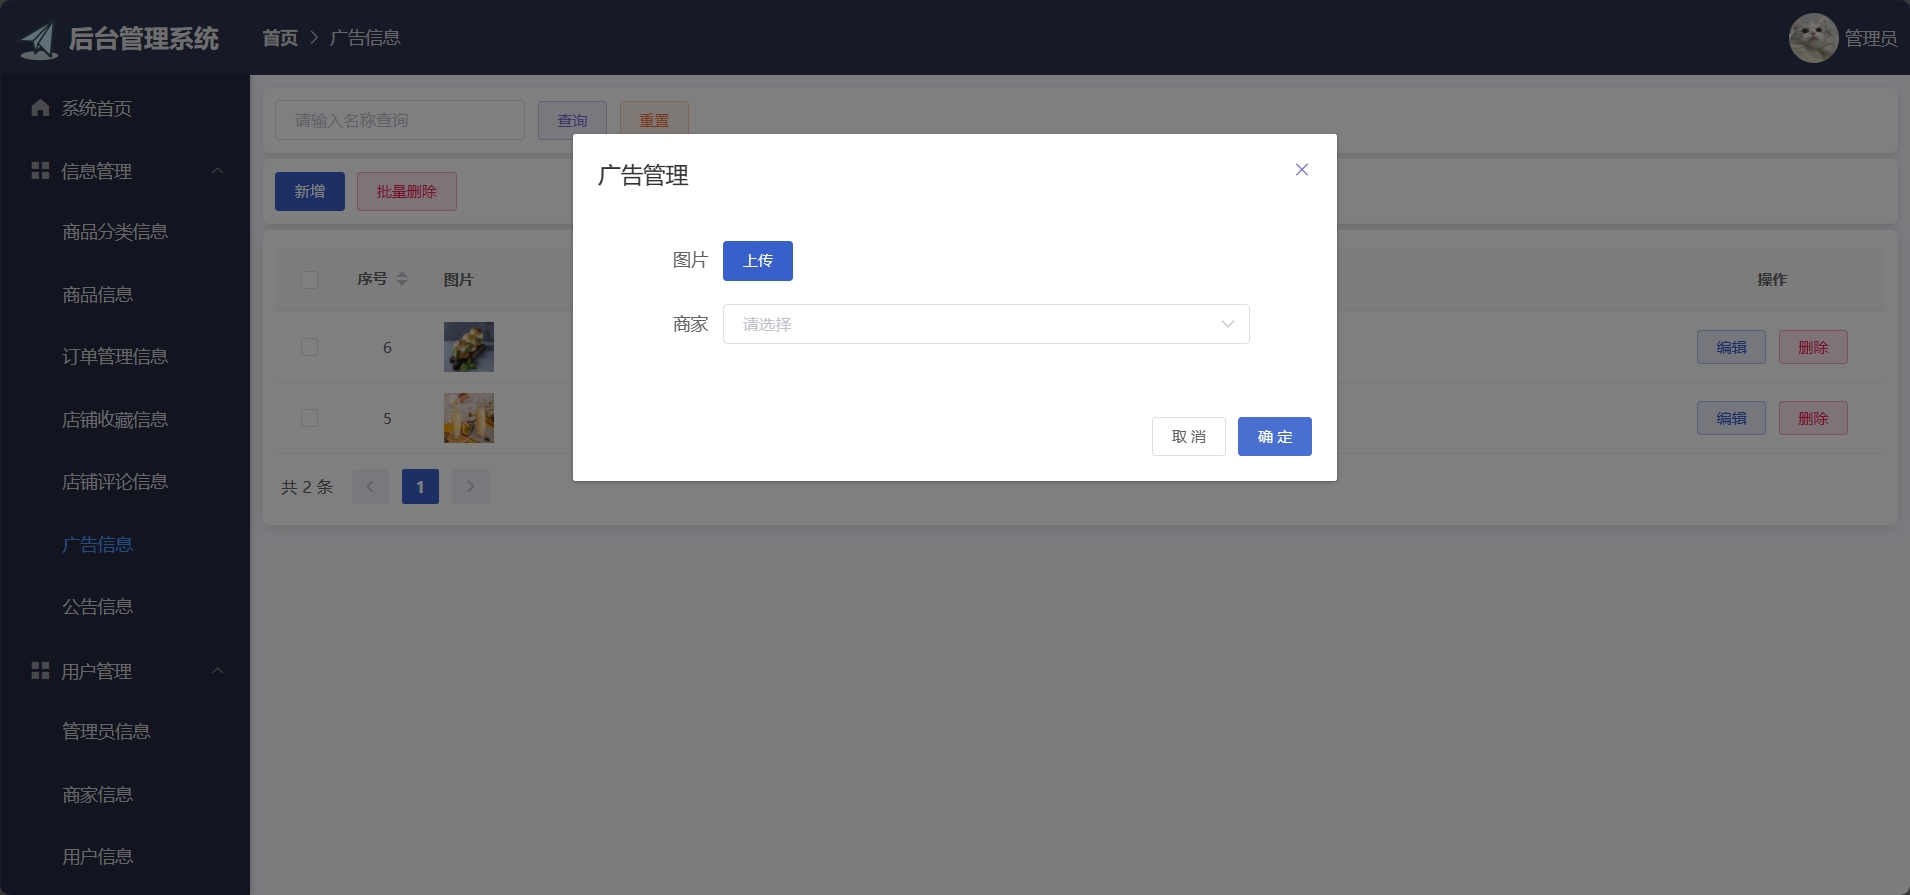 后台管理系统
首页 > 广告信息
管理员
系统首页
信息管理
商品分类信息
商品信息
订单管理信息
店铺收藏信息
店铺评论信息
广告信息
公告信息
用户管理
管理员信息
商家信息
用户信息
请输入名称查询 查询 重置
新增 批量删除
序号 图片 操作
6 编辑 删除
5 编辑 删除
共 2 条 1
广告管理
图片 上传
商家 请选择
取 消 确 定